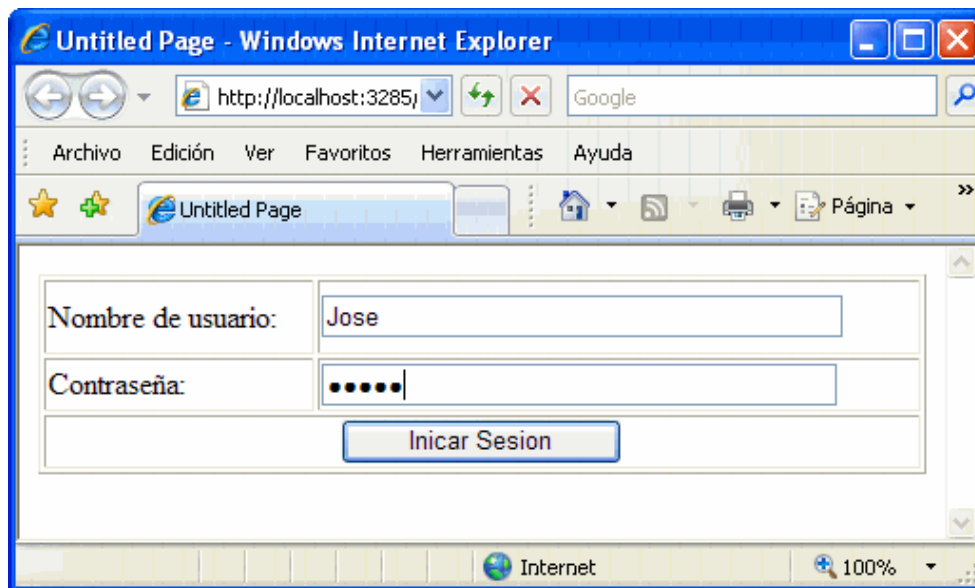 Untitled Page - Windows Internet Explorer
http://localhost:3285/
Google
Archivo Edición Ver Favoritos Herramientas Ayuda
Untitled Page
Página
Nombre de usuario: Jose
Contraseña: •••••
Inicar Sesion
Internet 100%